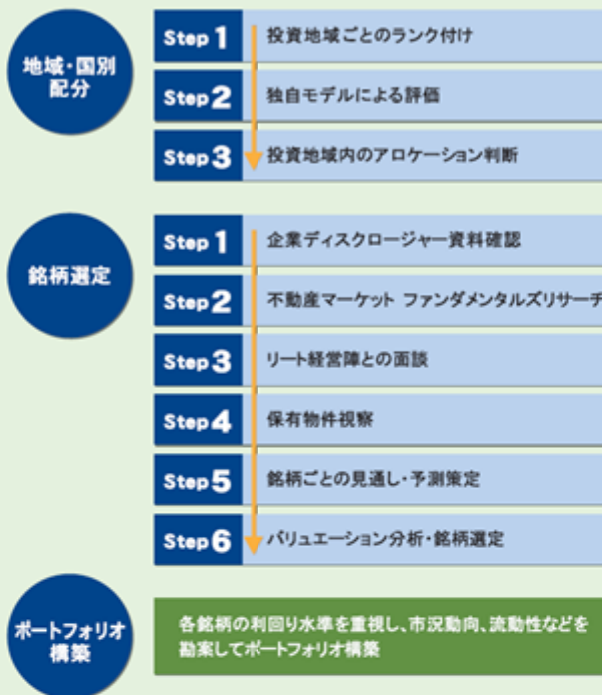 地域・国別
配分
Step 1
投資地域ごとのランク付け
Step 2
独自モデルによる評価
Step 3
投資地域内のアロケーション判断
銘柄選定
Step 1
企業ディスクロージャー資料確認
Step 2
不動産マーケット ファンダメンタルズリサーチ
Step 3
リート経営陣との面談
Step 4
保有物件視察
Step 5
銘柄ごとの見通し・予測策定
Step 6
バリュエーション分析・銘柄選定
ポートフォリオ
構築
各銘柄の利回り水準を重視し、市況動向、流動性などを
勘案してポートフォリオ構築